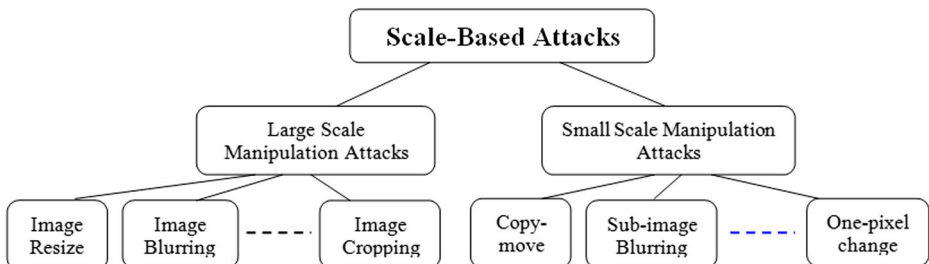 Scale-Based Attacks
Large Scale
Manipulation Attacks
Small Scale Manipulation
Attacks
Image
Resize
Image
Blurring
Image
Cropping
Copy-
move
Sub-image
Blurring
One-pixel
change